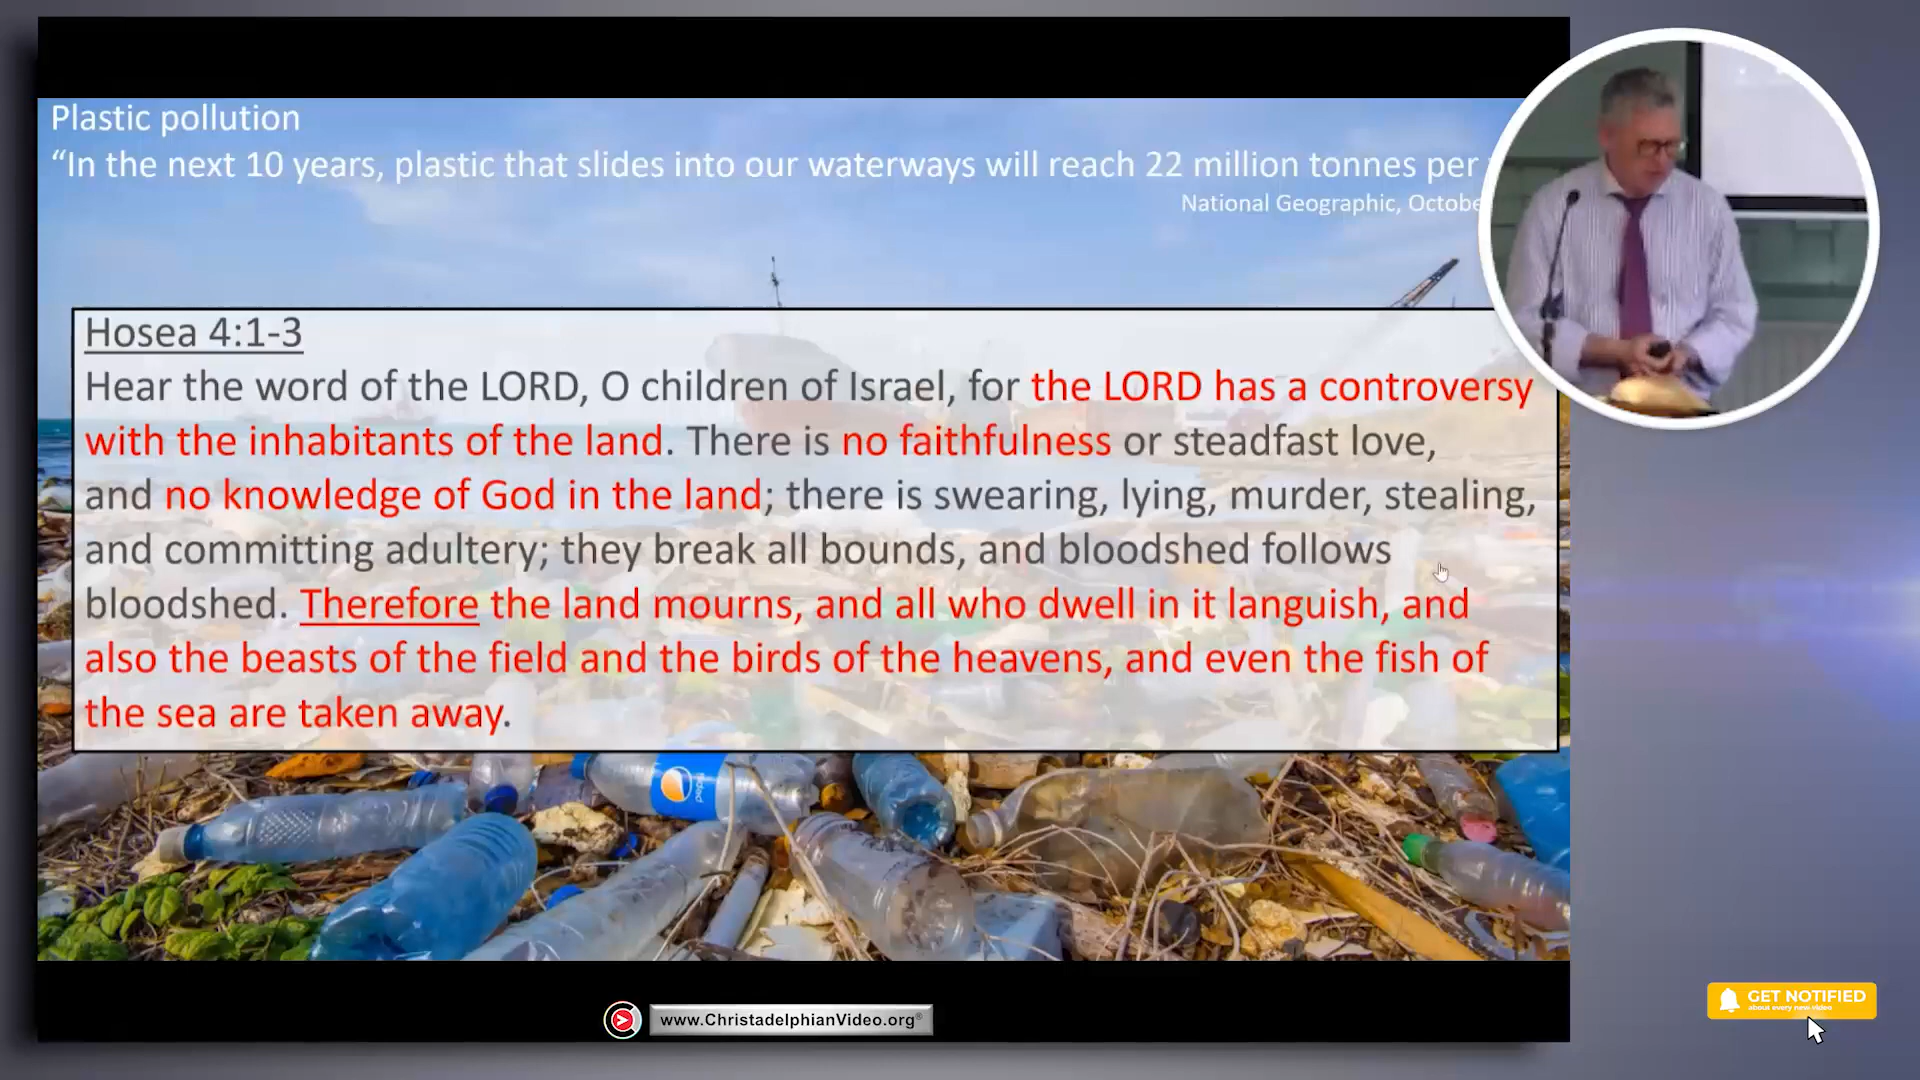 Plastic pollution
“In the next 10 years, plastic that slides into our waterways will reach 22 million tonnes per
National Geographic,
Hosea 4:1-3
Hear the word of the LORD, O children of Israel, for the LORD has a controversy
with the inhabitants of the land. There is no faithfulness or steadfast love,
and no knowledge of God in the land; there is swearing, lying, murder, stealing,
and committing adultery; they break all bounds, and bloodshed follows
bloodshed. Therefore the land mourns, and all who dwell in it languish, and
also the beasts of the field and the birds of the heavens, and even the fish of
the sea are taken away.
pepsi
www.ChristadelphianVideo.org®
GET NOTIFIED
about every new video